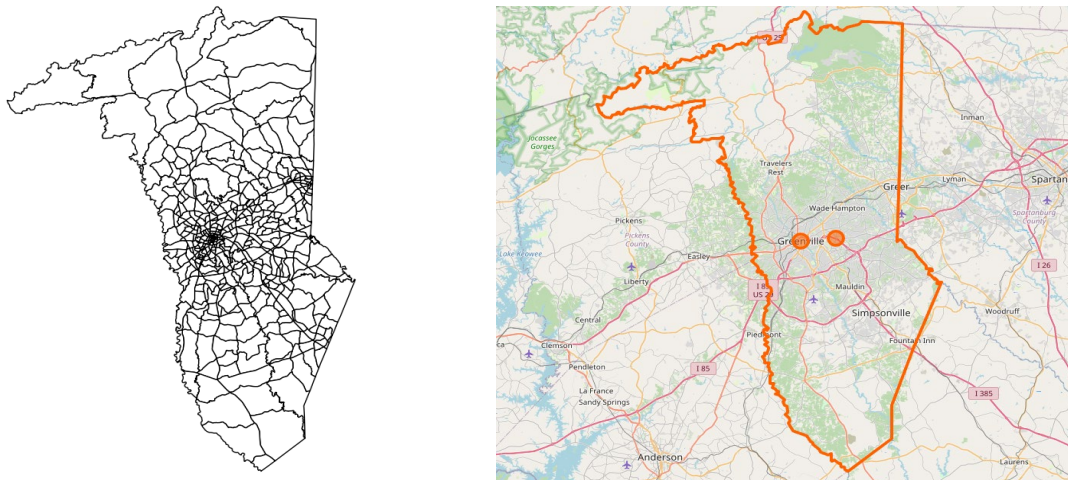 US 25
Inman
Jocassee
Gorges
Travelers
Rest
Lyman
Spartan
Greer
Wade Hampton
Spartanburg
County
Pickens
Pickens
County
Greenville
Lake Keowee
Easley
I 26
Liberty
I 85
US 29
Mauldin
Simpsonville
Woodruff
Central
Piedmont
Fountain Inn
ca
Clemson
Pendleton
I 85
La France
Sandy Springs
I 385
Anderson
Laurens